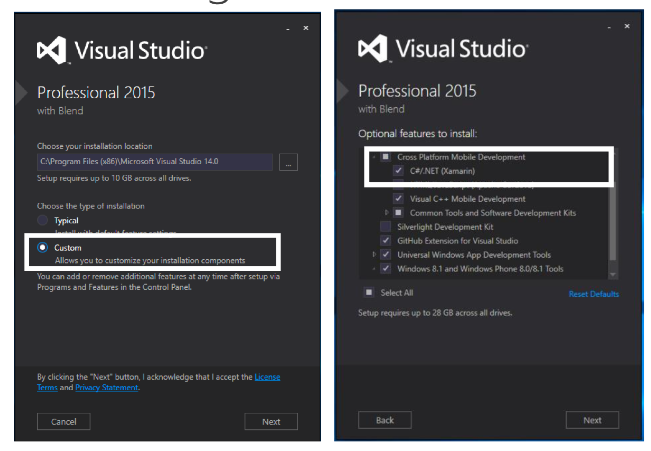 Visual Studio
Professional 2015
with Blend
Choose your installation location
C:\Program Files (x86)\Microsoft Visual Studio 14.0
...
Setup requires up to 10 GB across all drives.
Choose the type of installation
Typical
Install with default feature settings
Custom
Allows you to customize your installation components
You can add or remove additional features at any time after setup via
Programs and Features in the Control Panel.
By clicking the "Next" button, I acknowledge that I accept the License
Terms and Privacy Statement.
Cancel
Next
Visual Studio
Professional 2015
with Blend
Optional features to install:
Cross Platform Mobile Development
C#/.NET (Xamarin)
Visual C++ Mobile Development
Common Tools and Software Development Kits
Silverlight Development Kit
GitHub Extension for Visual Studio
Universal Windows App Development Tools
Windows 8.1 and Windows Phone 8.0/8.1 Tools
Select All
Reset Defaults
Setup requires up to 28 GB across all drives.
Back
Next